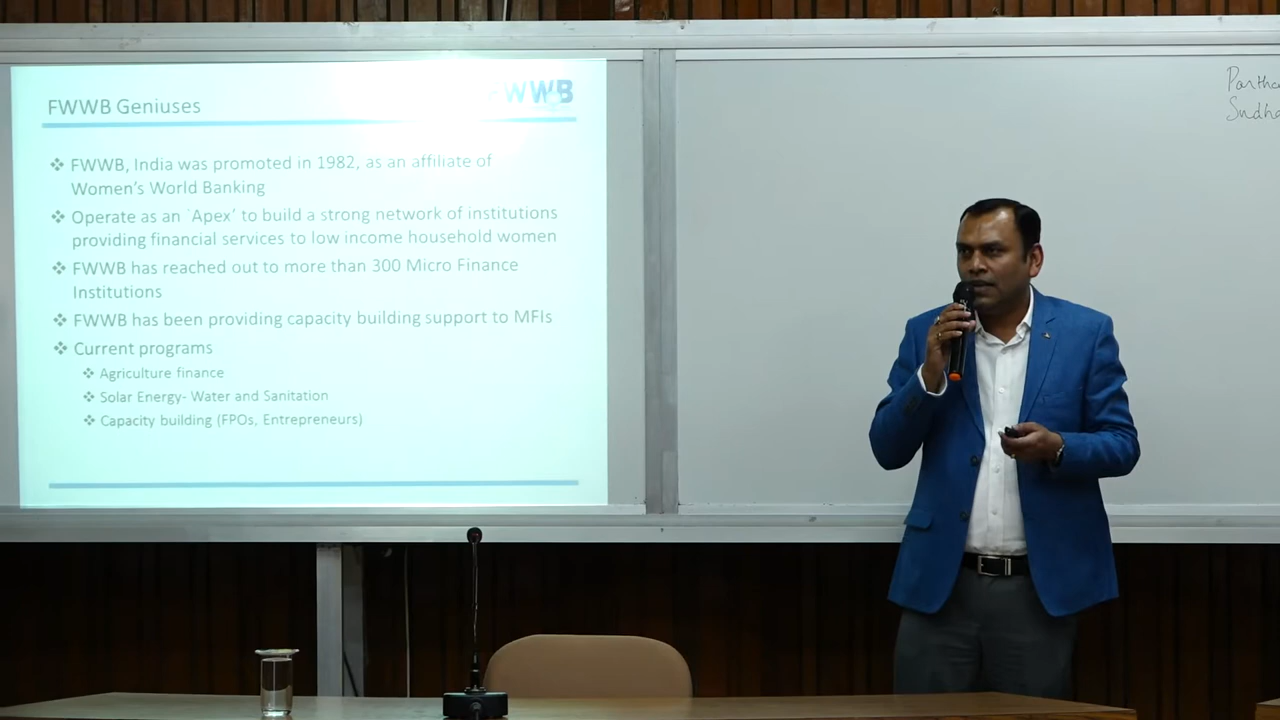 FWWB Geniuses
WWB
❖ FWWB, India was promoted in 1982, as an affiliate of
Women's World Banking
❖ Operate as an `Apex' to build a strong network of institutions
providing financial services to low income household women
❖ FWWB has reached out to more than 300 Micro Finance
Institutions
❖ FWWB has been providing capacity building support to MFIs
❖ Current programs
❖ Agriculture finance
❖ Solar Energy- Water and Sanitation
❖ Capacity building (FPOs, Entrepreneurs)
Partha
Sudha